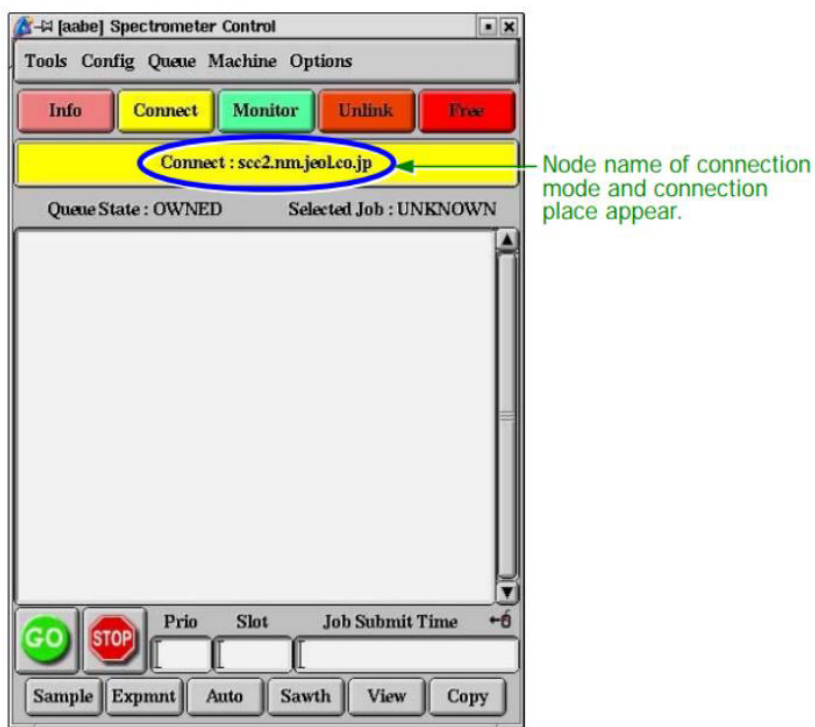 [aabe] Spectrometer Control
Tools Config Queue Machine Options
Info Connect Monitor Unlink Free
Connect : scc2.nm.jeol.co.jp
Node name of connection
mode and connection
place appear.
Queue State : OWNED Selected Job : UNKNOWN
GO STOP Prio Slot Job Submit Time
Sample Expmnt Auto Sawth View Copy